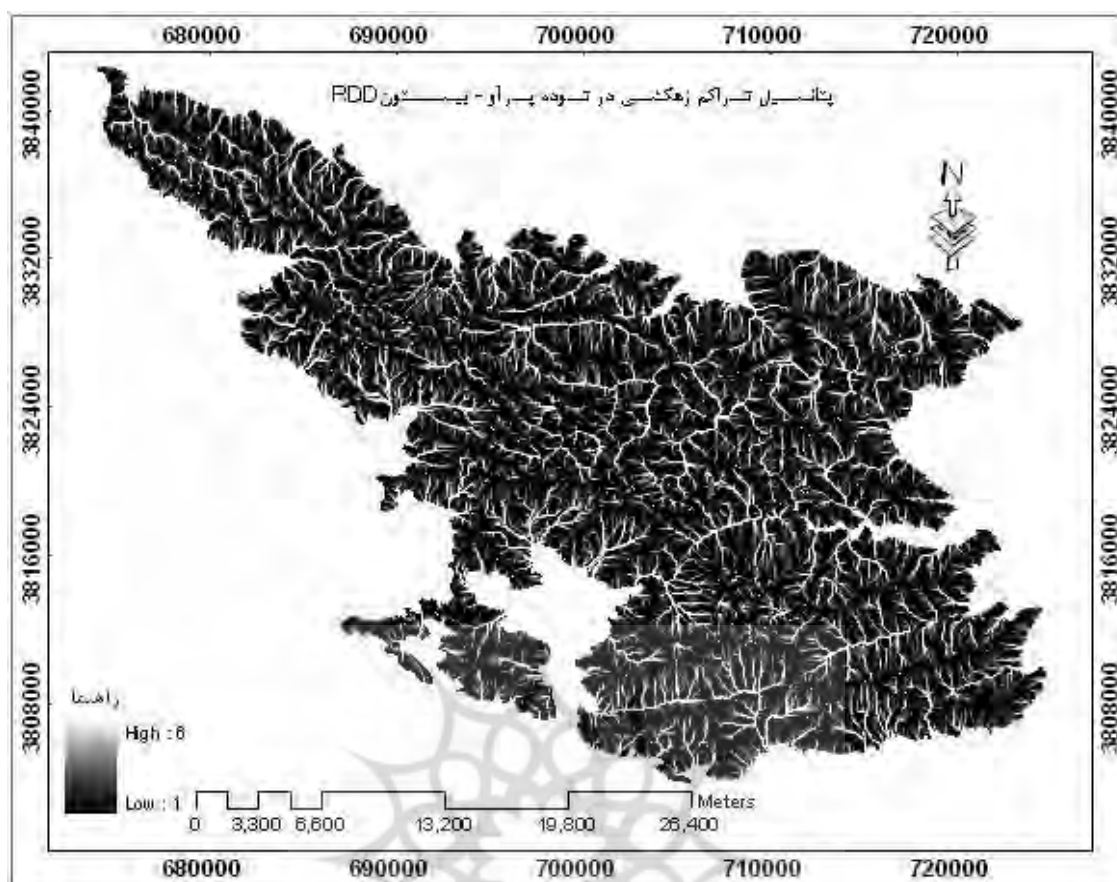 680000 690000 700000 710000 720000
پتانسیل تراکم زهکشی در توده پرآو - بیستون RDD
3840000 3840000
N
3832000 3832000
3824000 3824000
3816000 3816000
3808000 3808000
راهنما
High : 6
Low : 1
Meters
0 3,300 6,600 13,200 19,800 26,400
680000 690000 700000 710000 720000